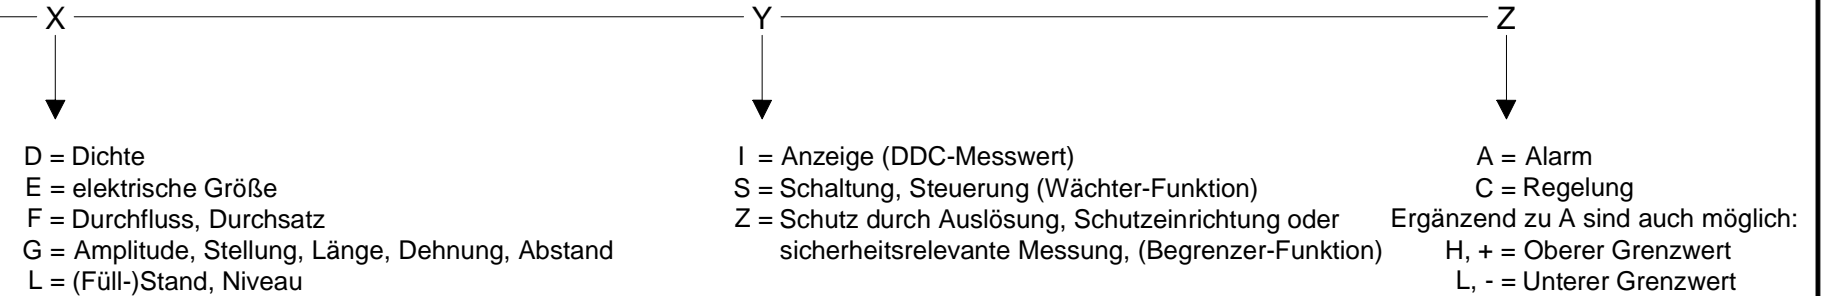 X
Y
Z
D = Dichte
E = elektrische Größe
F = Durchfluss, Durchsatz
G = Amplitude, Stellung, Länge, Dehnung, Abstand
L = (Füll-)Stand, Niveau
I = Anzeige (DDC-Messwert)
S = Schaltung, Steuerung (Wächter-Funktion)
Z = Schutz durch Auslösung, Schutzeinrichtung oder
sicherheitsrelevante Messung, (Begrenzer-Funktion)
A = Alarm
C = Regelung
Ergänzend zu A sind auch möglich:
H, + = Oberer Grenzwert
L, - = Unterer Grenzwert